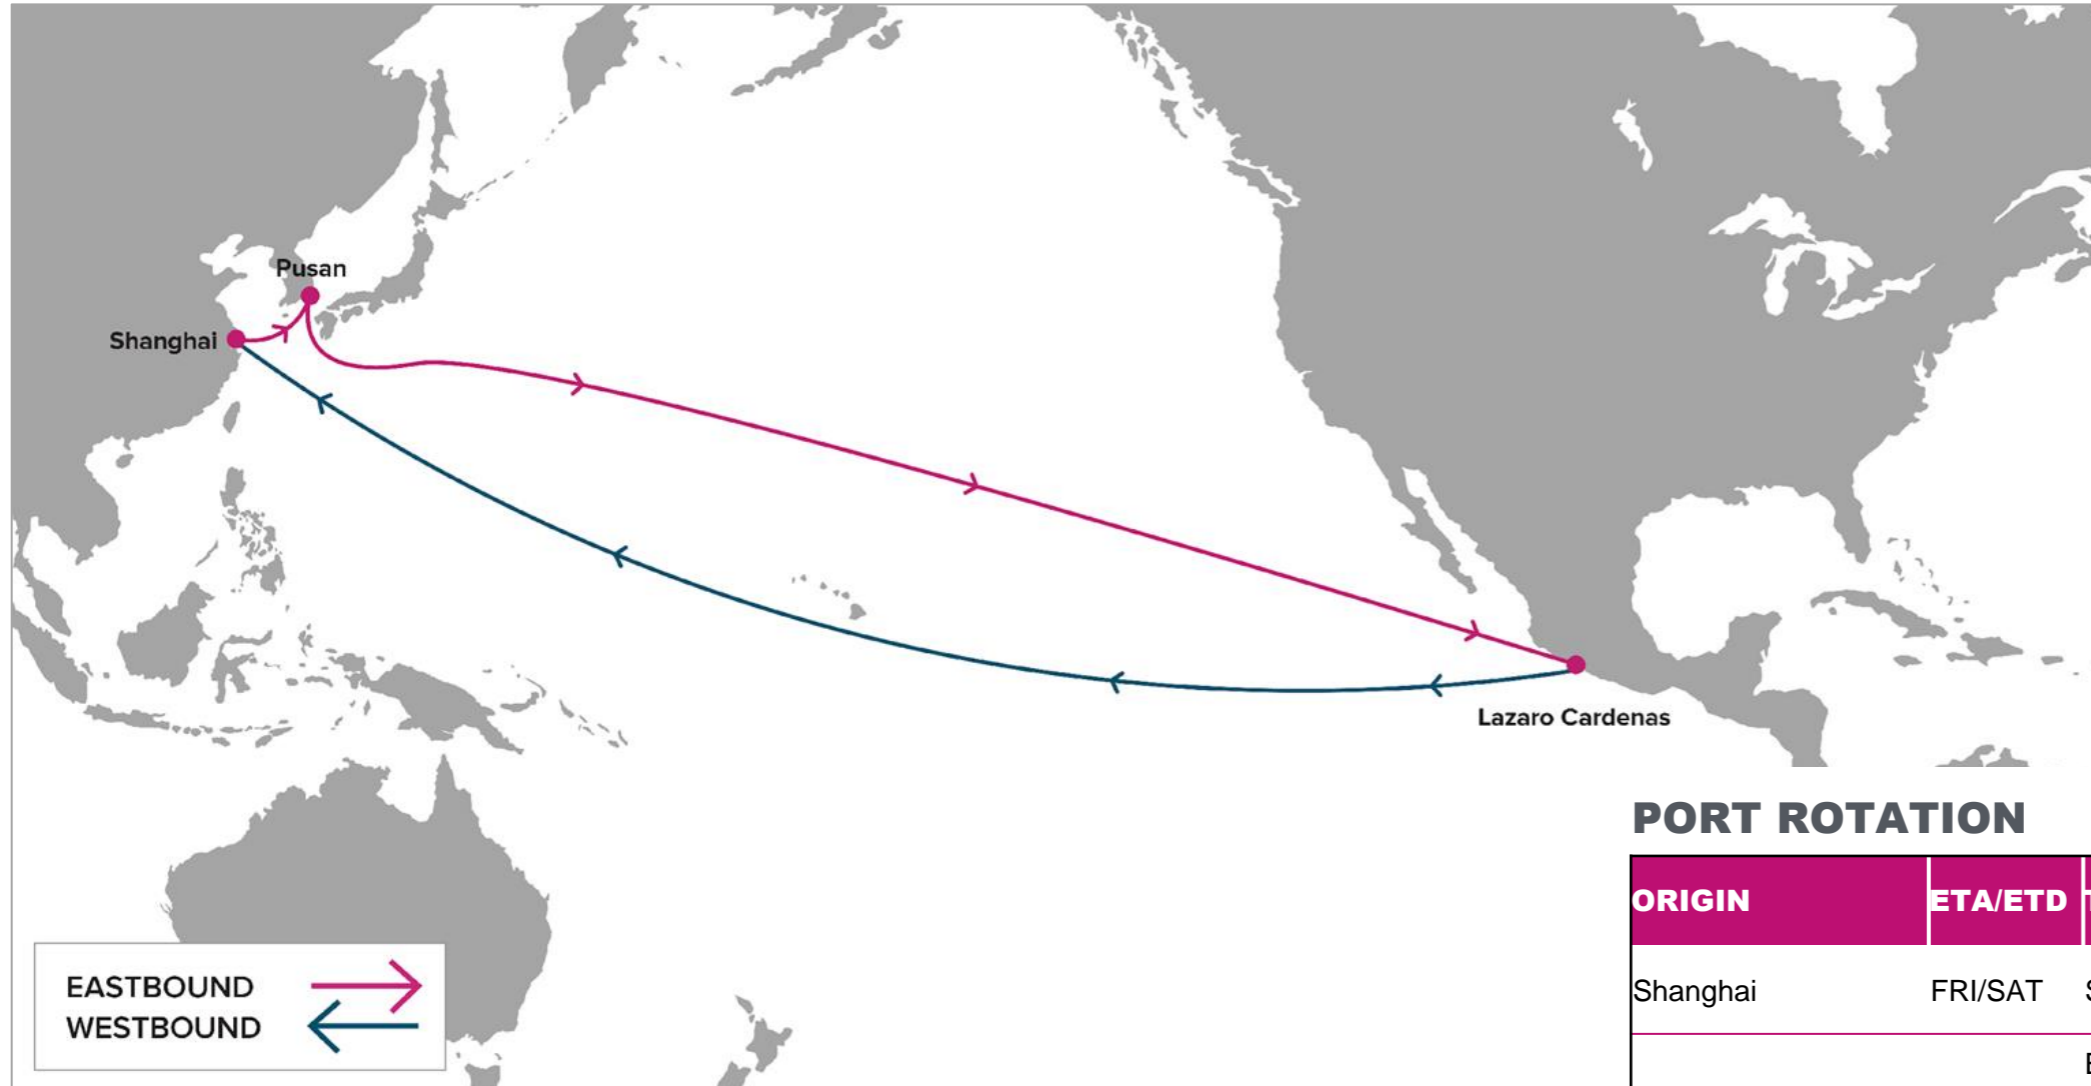 Pusan
Shanghai
Lazaro Cardenas
PORT ROTATION
ORIGIN ETA/ETD
Shanghai FRI/SAT
EASTBOUND
WESTBOUND